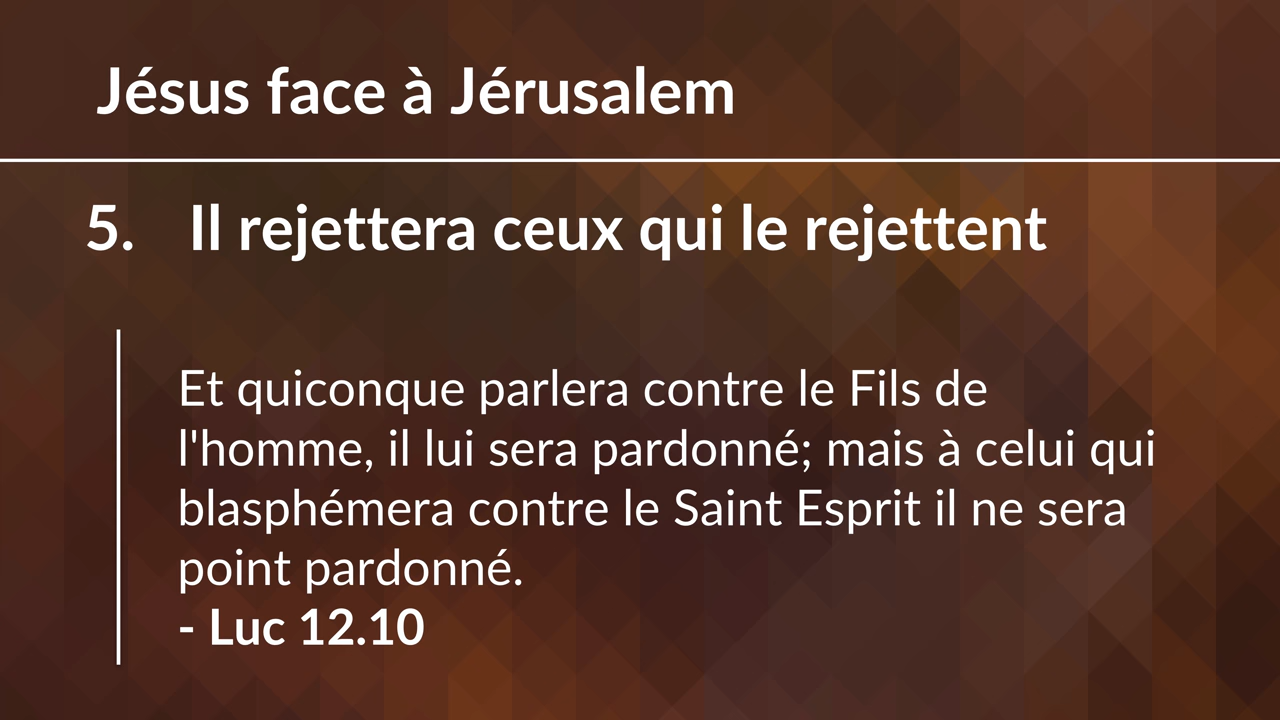 Jésus face à Jérusalem
5. Il rejettera ceux qui le rejettent
Et quiconque parlera contre le Fils de
l'homme, il lui sera pardonné; mais à celui qui
blasphémera contre le Saint Esprit il ne sera
point pardonné.
- Luc 12.10